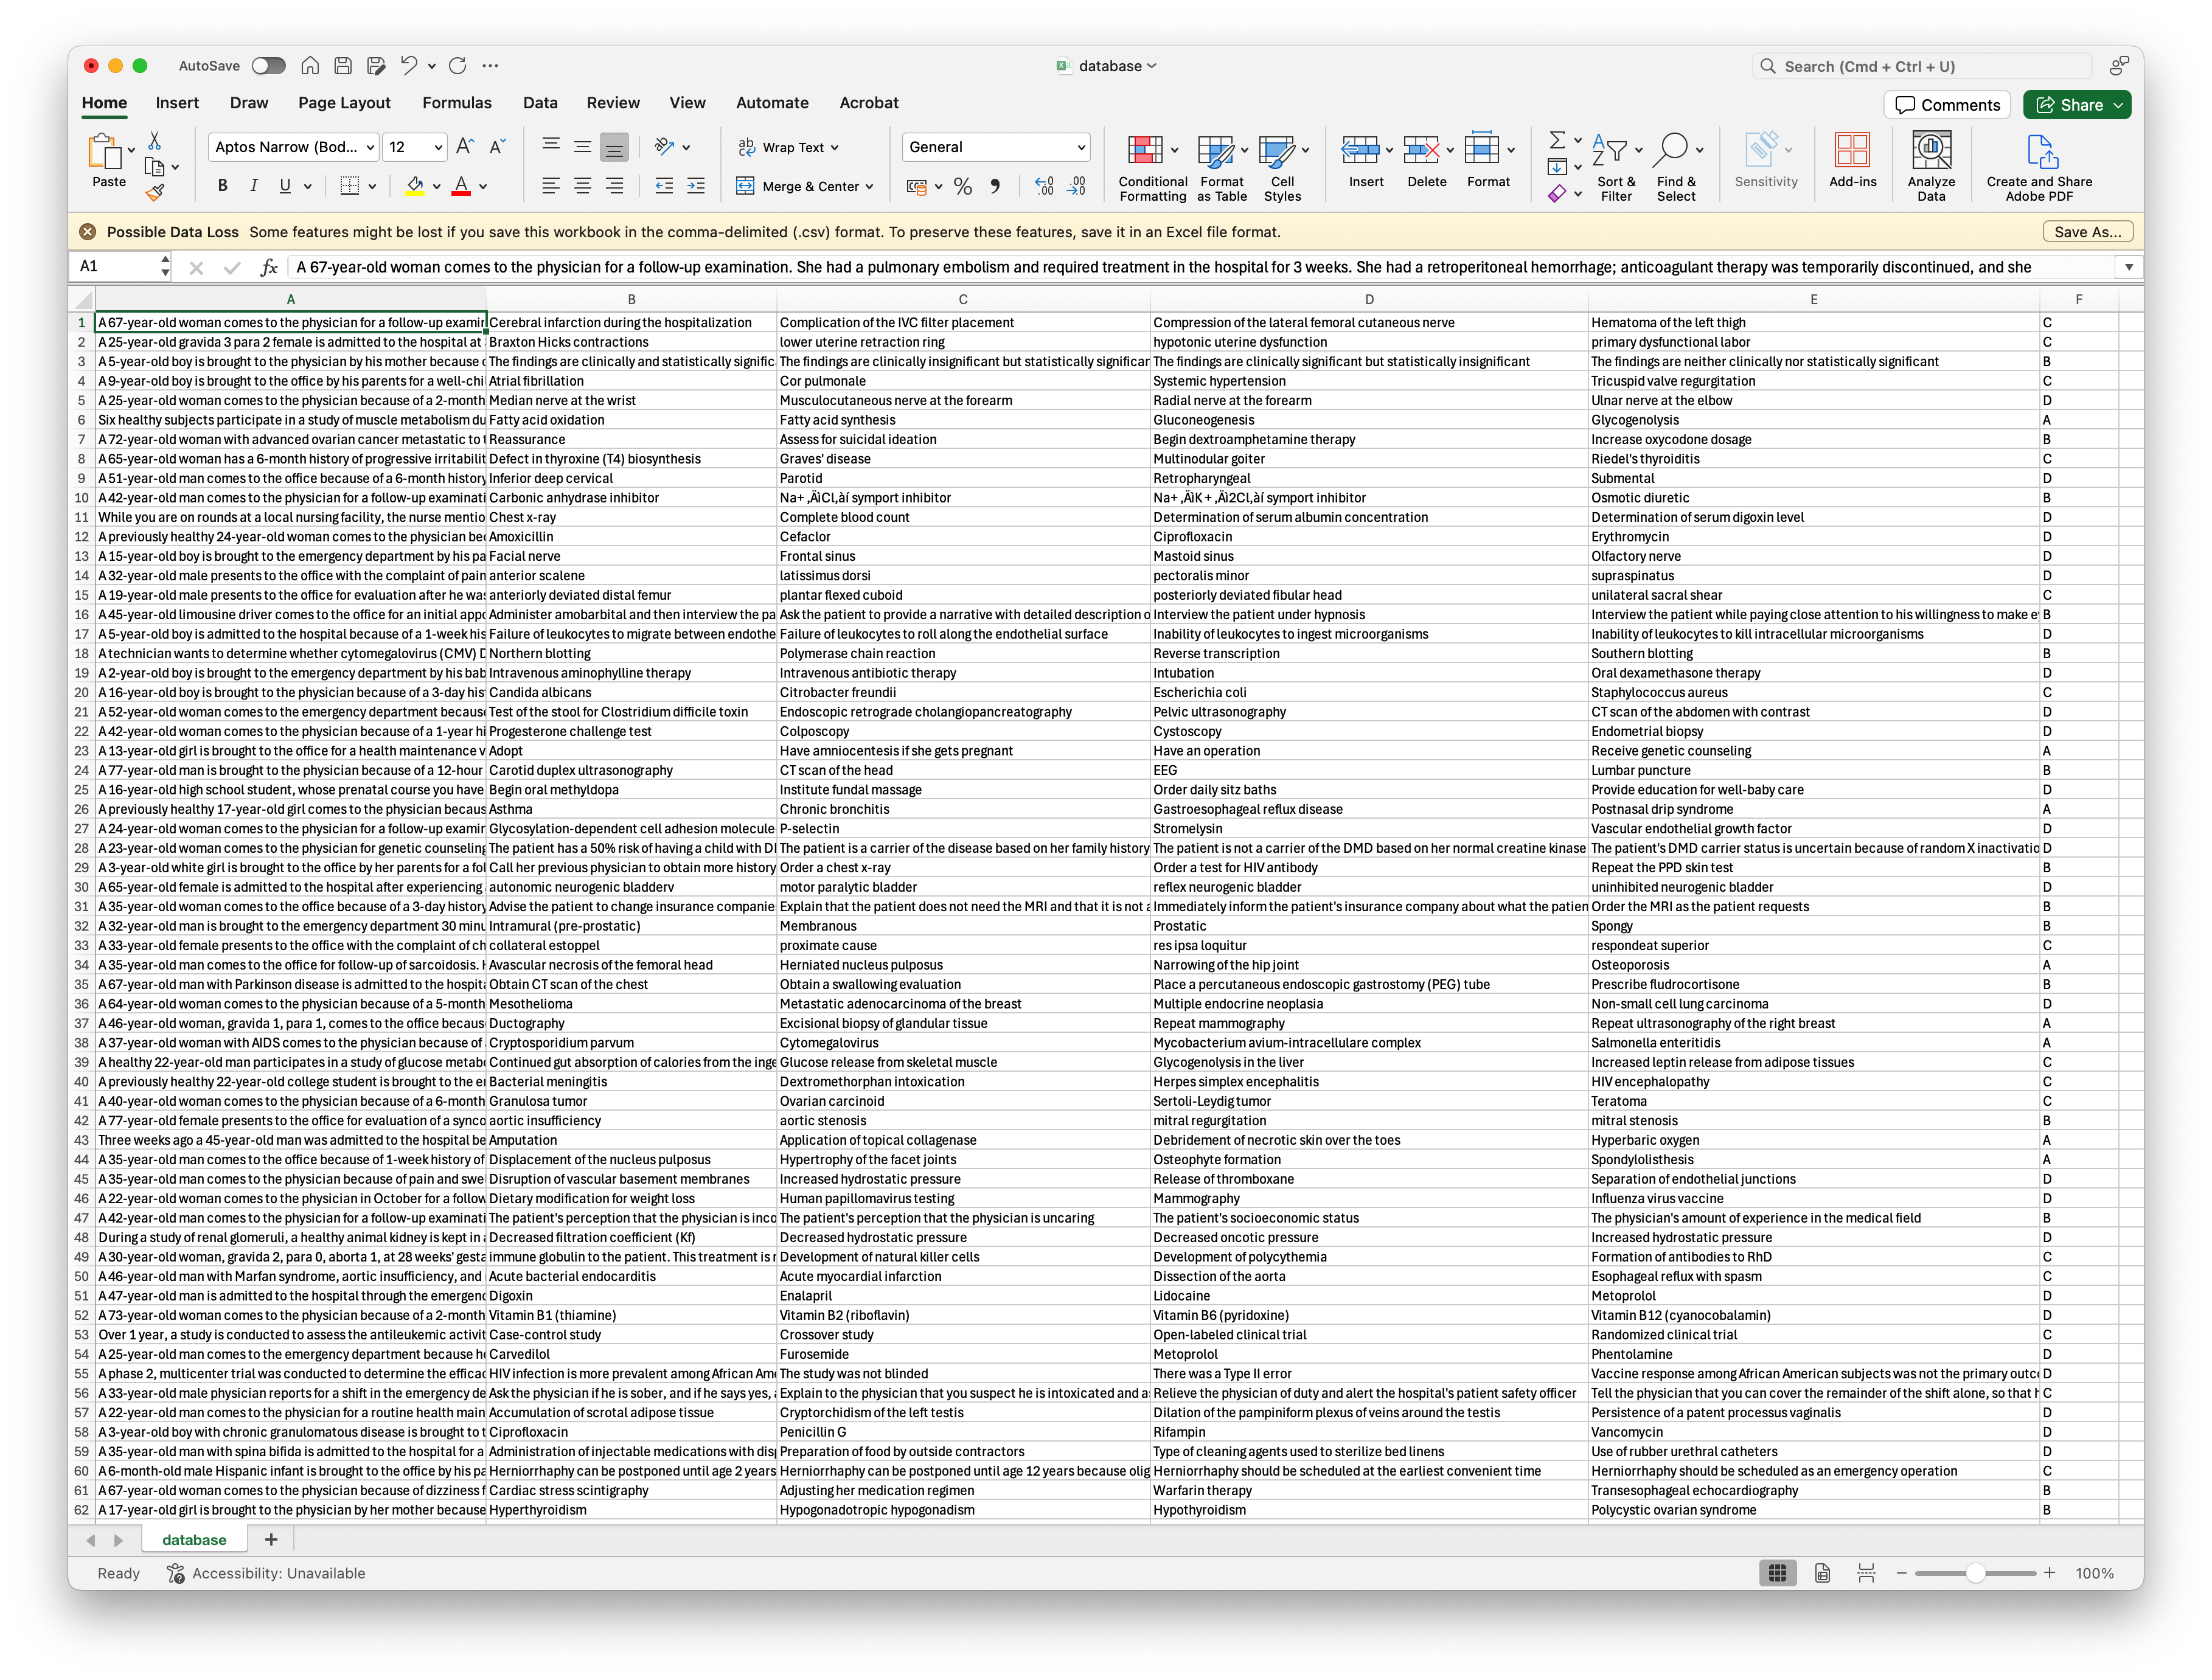 AutoSave
database
Search (Cmd + Ctrl + U)
Home Insert Draw Page Layout Formulas Data Review View Automate Acrobat Comments Share
Paste Aptos Narrow (Bod... 12 Wrap Text General
B I U Merge & Center
Conditional Formatting Format as Table Cell Styles Insert Delete Format Sort & Filter Find & Select Sensitivity Add-ins Analyze Data Create and Share Adobe PDF
Possible Data Loss Some features might be lost if you save this workbook in the comma-delimited (.csv) format. To preserve these features, save it in an Excel file format. Save As...
A1 fx A 67-year-old woman comes to the physician for a follow-up examination. She had a pulmonary embolism and required treatment in the hospital for 3 weeks. She had a retroperitoneal hemorrhage; anticoagulant therapy was temporarily discontinued, and she
A B C D E F
1 A 67-year-old woman comes to the physician for a follow-up examin Cerebral infarction during the hospitalization Complication of the IVC filter placement Compression of the lateral femoral cutaneous nerve Hematoma of the left thigh C
2 A 25-year-old gravida 3 para 2 female is admitted to the hospital at Braxton Hicks contractions lower uterine retraction ring hypotonic uterine dysfunction primary dysfunctional labor C
3 A 5-year-old boy is brought to the physician by his mother because The findings are clinically and statistically signific The findings are clinically insignificant but statistically significan The findings are clinically significant but statistically insignificant The findings are neither clinically nor statistically significant B
4 A 9-year-old boy is brought to the office by his parents for a well-chil Atrial fibrillation Cor pulmonale Systemic hypertension Tricuspid valve regurgitation C
5 A 25-year-old woman comes to the physician because of a 2-month Median nerve at the wrist Musculocutaneous nerve at the forearm Radial nerve at the forearm Ulnar nerve at the elbow D
6 Six healthy subjects participate in a study of muscle metabolism du Fatty acid oxidation Fatty acid synthesis Gluconeogenesis Glycogenolysis A
7 A 72-year-old woman with advanced ovarian cancer metastatic to t Reassurance Assess for suicidal ideation Begin dextroamphetamine therapy Increase oxycodone dosage B
8 A 65-year-old woman has a 6-month history of progressive irritabilit Defect in thyroxine (T4) biosynthesis Graves' disease Multinodular goiter Riedel's thyroiditis C
9 A 51-year-old man comes to the office because of a 6-month history Inferior deep cervical Parotid Retropharyngeal Submental D
10 A 42-year-old man comes to the physician for a follow-up examinati Carbonic anhydrase inhibitor Na+ ‚ÄìCl‚àí symport inhibitor Na+ ‚ÄìK + ‚Äì2Cl‚àí symport inhibitor Osmotic diuretic B
11 While you are on rounds at a local nursing facility, the nurse mentio Chest x-ray Complete blood count Determination of serum albumin concentration Determination of serum digoxin level D
12 A previously healthy 24-year-old woman comes to the physician bec Amoxicillin Cefaclor Ciprofloxacin Erythromycin D
13 A 15-year-old boy is brought to the emergency department by his pa Facial nerve Frontal sinus Mastoid sinus Olfactory nerve D
14 A 32-year-old male presents to the office with the complaint of pain anterior scalene latissimus dorsi pectoralis minor supraspinatus D
15 A 19-year-old male presents to the office for evaluation after he was anteriorly deviated distal femur plantar flexed cuboid posteriorly deviated fibular head unilateral sacral shear C
16 A 45-year-old limousine driver comes to the office for an initial appo Administer amobarbital and then interview the pa Ask the patient to provide a narrative with detailed description o Interview the patient under hypnosis Interview the patient while paying close attention to his willingness to make e B
17 A 5-year-old boy is admitted to the hospital because of a 1-week his Failure of leukocytes to migrate between endothe Failure of leukocytes to roll along the endothelial surface Inability of leukocytes to ingest microorganisms Inability of leukocytes to kill intracellular microorganisms D
18 A technician wants to determine whether cytomegalovirus (CMV) D Northern blotting Polymerase chain reaction Reverse transcription Southern blotting B
19 A 2-year-old boy is brought to the emergency department by his bab Intravenous aminophylline therapy Intravenous antibiotic therapy Intubation Oral dexamethasone therapy D
20 A 16-year-old boy is brought to the physician because of a 3-day his Candida albicans Citrobacter freundii Escherichia coli Staphylococcus aureus C
21 A 52-year-old woman comes to the emergency department becaus Test of the stool for Clostridium difficile toxin Endoscopic retrograde cholangiopancreatography Pelvic ultrasonography CT scan of the abdomen with contrast D
22 A 42-year-old woman comes to the physician because of a 1-year hi Progesterone challenge test Colposcopy Cystoscopy Endometrial biopsy D
23 A 13-year-old girl is brought to the office for a health maintenance v Adopt Have amniocentesis if she gets pregnant Have an operation Receive genetic counseling A
24 A 77-year-old man is brought to the physician because of a 12-hour Carotid duplex ultrasonography CT scan of the head EEG Lumbar puncture B
25 A 16-year-old high school student, whose prenatal course you have Begin oral methyldopa Institute fundal massage Order daily sitz baths Provide education for well-baby care D
26 A previously healthy 17-year-old girl comes to the physician becaus Asthma Chronic bronchitis Gastroesophageal reflux disease Postnasal drip syndrome A
27 A 24-year-old woman comes to the physician for a follow-up examin Glycosylation-dependent cell adhesion molecule P-selectin Stromelysin Vascular endothelial growth factor D
28 A 23-year-old woman comes to the physician for genetic counseling The patient has a 50% risk of having a child with D The patient is a carrier of the disease based on her family history The patient is not a carrier of the DMD based on her normal creatine kinase The patient's DMD carrier status is uncertain because of random X inactivatio D
29 A 3-year-old white girl is brought to the office by her parents for a fol Call her previous physician to obtain more history Order a chest x-ray Order a test for HIV antibody Repeat the PPD skin test B
30 A 65-year-old female is admitted to the hospital after experiencing autonomic neurogenic bladderv motor paralytic bladder reflex neurogenic bladder uninhibited neurogenic bladder D
31 A 35-year-old woman comes to the office because of a 3-day history Advise the patient to change insurance companie Explain that the patient does not need the MRI and that it is not a Immediately inform the patient's insurance company about what the patien Order the MRI as the patient requests B
32 A 32-year-old man is brought to the emergency department 30 minu Intramural (pre-prostatic) Membranous Prostatic Spongy B
33 A 33-year-old female presents to the office with the complaint of ch collateral estoppel proximate cause res ipsa loquitur respondeat superior C
34 A 35-year-old man comes to the office for follow-up of sarcoidosis. Avascular necrosis of the femoral head Herniated nucleus pulposus Narrowing of the hip joint Osteoporosis A
35 A 67-year-old man with Parkinson disease is admitted to the hospit Obtain CT scan of the chest Obtain a swallowing evaluation Place a percutaneous endoscopic gastrostomy (PEG) tube Prescribe fludrocortisone B
36 A 64-year-old woman comes to the physician because of a 5-month Mesothelioma Metastatic adenocarcinoma of the breast Multiple endocrine neoplasia Non-small cell lung carcinoma D
37 A 46-year-old woman, gravida 1, para 1, comes to the office becaus Ductography Excisional biopsy of glandular tissue Repeat mammography Repeat ultrasonography of the right breast A
38 A 37-year-old woman with AIDS comes to the physician because of Cryptosporidium parvum Cytomegalovirus Mycobacterium avium-intracellulare complex Salmonella enteritidis A
39 A healthy 22-year-old man participates in a study of glucose metab Continued gut absorption of calories from the inge Glucose release from skeletal muscle Glycogenolysis in the liver Increased leptin release from adipose tissues C
40 A previously healthy 22-year-old college student is brought to the e Bacterial meningitis Dextromethorphan intoxication Herpes simplex encephalitis HIV encephalopathy C
41 A 40-year-old woman comes to the physician because of a 6-month Granulosa tumor Ovarian carcinoid Sertoli-Leydig tumor Teratoma C
42 A 77-year-old female presents to the office for evaluation of a synco aortic insufficiency aortic stenosis mitral regurgitation mitral stenosis B
43 Three weeks ago a 45-year-old man was admitted to the hospital be Amputation Application of topical collagenase Debridement of necrotic skin over the toes Hyperbaric oxygen A
44 A 35-year-old man comes to the office because of 1-week history of Displacement of the nucleus pulposus Hypertrophy of the facet joints Osteophyte formation Spondylolisthesis A
45 A 35-year-old man comes to the physician because of pain and swe Disruption of vascular basement membranes Increased hydrostatic pressure Release of thromboxane Separation of endothelial junctions D
46 A 22-year-old woman comes to the physician in October for a follow Dietary modification for weight loss Human papillomavirus testing Mammography Influenza virus vaccine D
47 A 42-year-old man comes to the physician for a follow-up examinati The patient's perception that the physician is inco The patient's perception that the physician is uncaring The patient's socioeconomic status The physician's amount of experience in the medical field B
48 During a study of renal glomeruli, a healthy animal kidney is kept in Decreased filtration coefficient (Kf) Decreased hydrostatic pressure Decreased oncotic pressure Increased hydrostatic pressure D
49 A 30-year-old woman, gravida 2, para 0, aborta 1, at 28 weeks' gesta immune globulin to the patient. This treatment is Development of natural killer cells Development of polycythemia Formation of antibodies to RhD C
50 A 46-year-old man with Marfan syndrome, aortic insufficiency, and Acute bacterial endocarditis Acute myocardial infarction Dissection of the aorta Esophageal reflux with spasm C
51 A 47-year-old man is admitted to the hospital through the emergenc Digoxin Enalapril Lidocaine Metoprolol D
52 A 73-year-old woman comes to the physician because of a 2-month Vitamin B1 (thiamine) Vitamin B2 (riboflavin) Vitamin B6 (pyridoxine) Vitamin B12 (cyanocobalamin) D
53 Over 1 year, a study is conducted to assess the antileukemic activit Case-control study Crossover study Open-labeled clinical trial Randomized clinical trial C
54 A 25-year-old man comes to the emergency department because he Carvedilol Furosemide Metoprolol Phentolamine D
55 A phase 2, multicenter trial was conducted to determine the efficac HIV infection is more prevalent among African Am The study was not blinded There was a Type II error Vaccine response among African American subjects was not the primary outc D
56 A 33-year-old male physician reports for a shift in the emergency de Ask the physician if he is sober, and if he says yes, Explain to the physician that you suspect he is intoxicated and a Relieve the physician of duty and alert the hospital's patient safety officer Tell the physician that you can cover the remainder of the shift alone, so that h C
57 A 22-year-old man comes to the physician for a routine health main Accumulation of scrotal adipose tissue Cryptorchidism of the left testis Dilation of the pampiniform plexus of veins around the testis Persistence of a patent processus vaginalis D
58 A 3-year-old boy with chronic granulomatous disease is brought to t Ciprofloxacin Penicillin G Rifampin Vancomycin D
59 A 35-year-old man with spina bifida is admitted to the hospital for a Administration of injectable medications with disp Preparation of food by outside contractors Type of cleaning agents used to sterilize bed linens Use of rubber urethral catheters D
60 A 6-month-old male Hispanic infant is brought to the office by his pa Herniorrhaphy can be postponed until age 2 years Herniorrhaphy can be postponed until age 12 years because olig Herniorrhaphy should be scheduled at the earliest convenient time Herniorrhaphy should be scheduled as an emergency operation C
61 A 67-year-old woman comes to the physician because of dizziness f Cardiac stress scintigraphy Adjusting her medication regimen Warfarin therapy Transesophageal echocardiography B
62 A 17-year-old girl is brought to the physician by her mother because Hyperthyroidism Hypogonadotropic hypogonadism Hypothyroidism Polycystic ovarian syndrome B
database
Ready Accessibility: Unavailable 100%